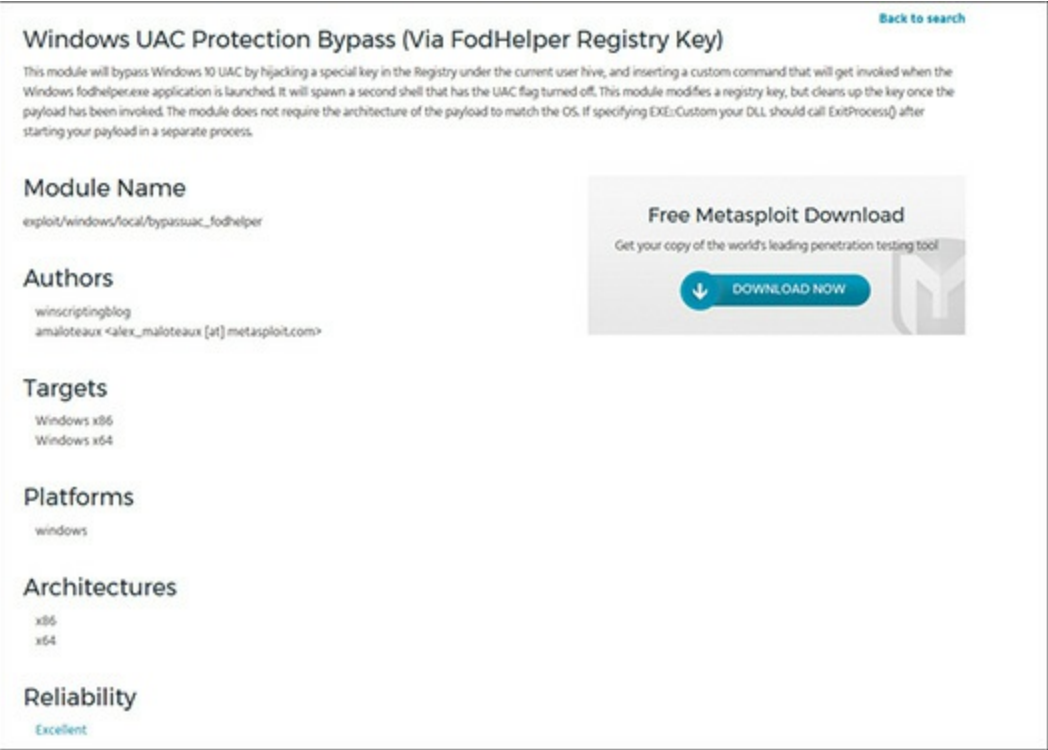 Back to search
Windows UAC Protection Bypass (Via FodHelper Registry Key)
This module will bypass Windows 10 UAC by hijacking a special key in the Registry under the current user hive, and inserting a custom command that will get invoked when the
Windows fodhelper.exe application is launched. It will spawn a second shell that has the UAC flag turned off. This module modifies a registry key, but cleans up the key once the
payload has been invoked. The module does not require the architecture of the payload to match the OS. If specifying EXE::Custom your DLL should call ExitProcess() after
starting your payload in a separate process.
Module Name
exploit/windows/local/bypassuac_fodhelper
Free Metasploit Download
Get your copy of the world's leading penetration testing tool
DOWNLOAD NOW
Authors
winscriptingblog
amaloteaux <alex_maloteaux [at] metasploit.com>
Targets
Windows x86
Windows x64
Platforms
windows
Architectures
x86
x64
Reliability
Excellent